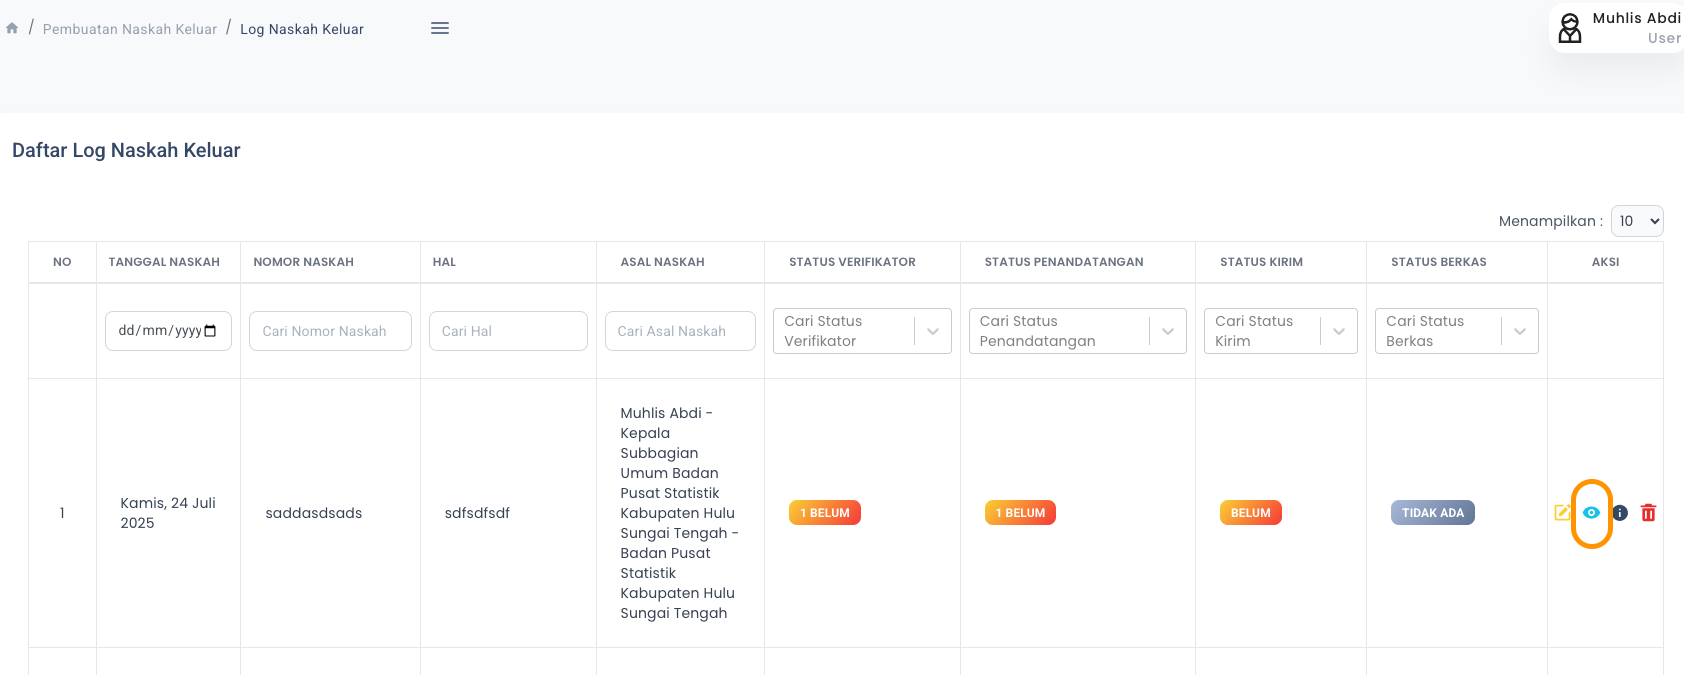 / Pembuatan Naskah Keluar / Log Naskah Keluar
Muhlis Abdi
User
Daftar Log Naskah Keluar
Menampilkan : 10
NO TANGGAL NASKAH NOMOR NASKAH HAL ASAL NASKAH STATUS VERIFIKATOR STATUS PENANDATANGAN STATUS KIRIM STATUS BERKAS AKSI
dd/mm/yyyy
Cari Nomor Naskah
Cari Hal
Cari Asal Naskah
Cari Status
Verifikator
Cari Status
Penandatangan
Cari Status
Kirim
Cari Status
Berkas
1
Kamis, 24 Juli
2025
saddasdsads
sdfsdfsdf
Muhlis Abdi -
Kepala
Subbagian
Umum Badan
Pusat Statistik
Kabupaten Hulu
Sungai Tengah -
Badan Pusat
Statistik
Kabupaten Hulu
Sungai Tengah
1 BELUM
1 BELUM
BELUM
TIDAK ADA